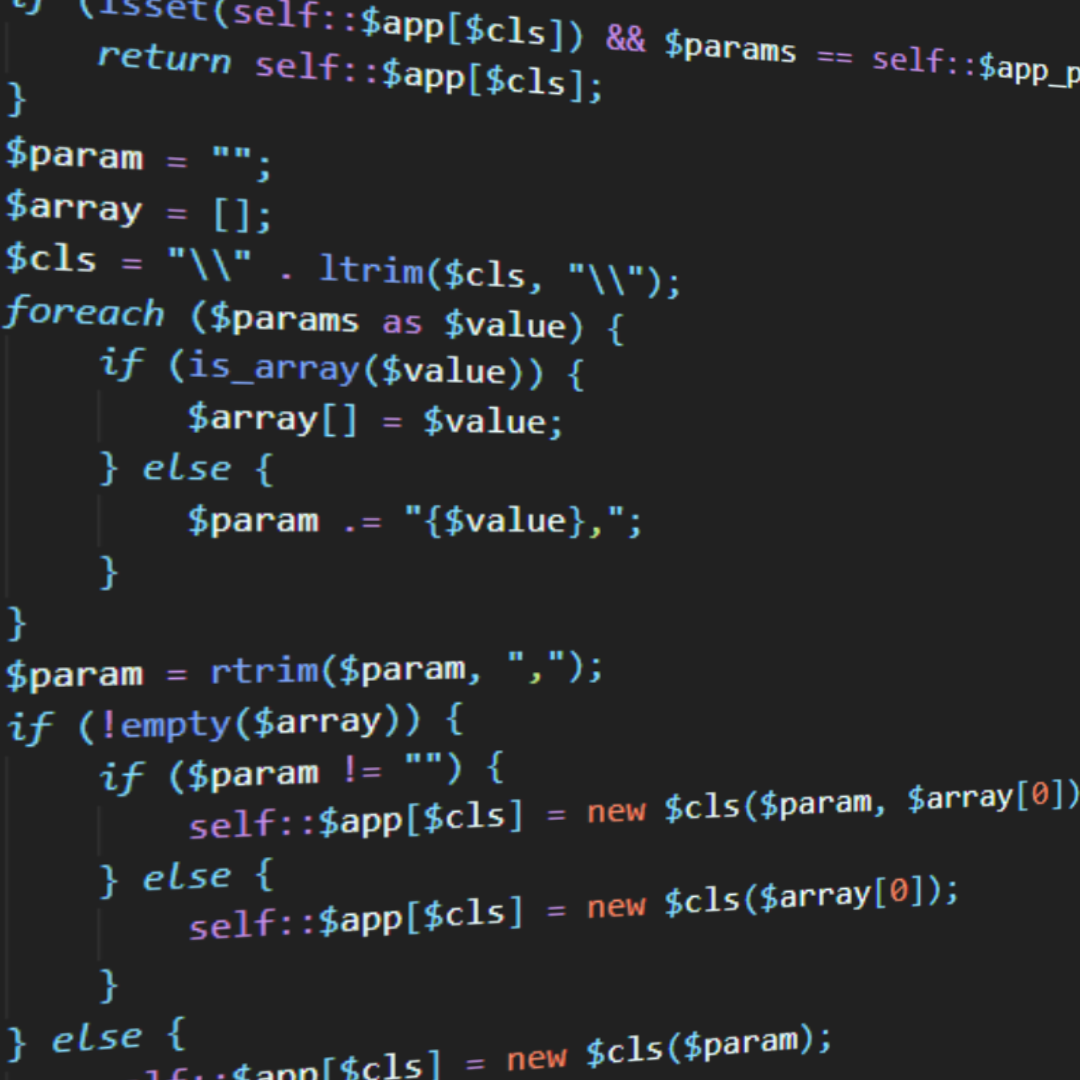 if (isset(self::$app[$cls]) && $params == self::$app_p
return self::$app[$cls];
}
$param = "";
$array = [];
$cls = "\\" . ltrim($cls, "\\");
foreach ($params as $value) {
if (is_array($value)) {
$array[] = $value;
} else {
$param .= "{$value},";
}
}
$param = rtrim($param, ",");
if (!empty($array)) {
if ($param != "") {
self::$app[$cls] = new $cls($param, $array[0])
} else {
self::$app[$cls] = new $cls($array[0]);
}
} else {
self::$app[$cls] = new $cls($param);